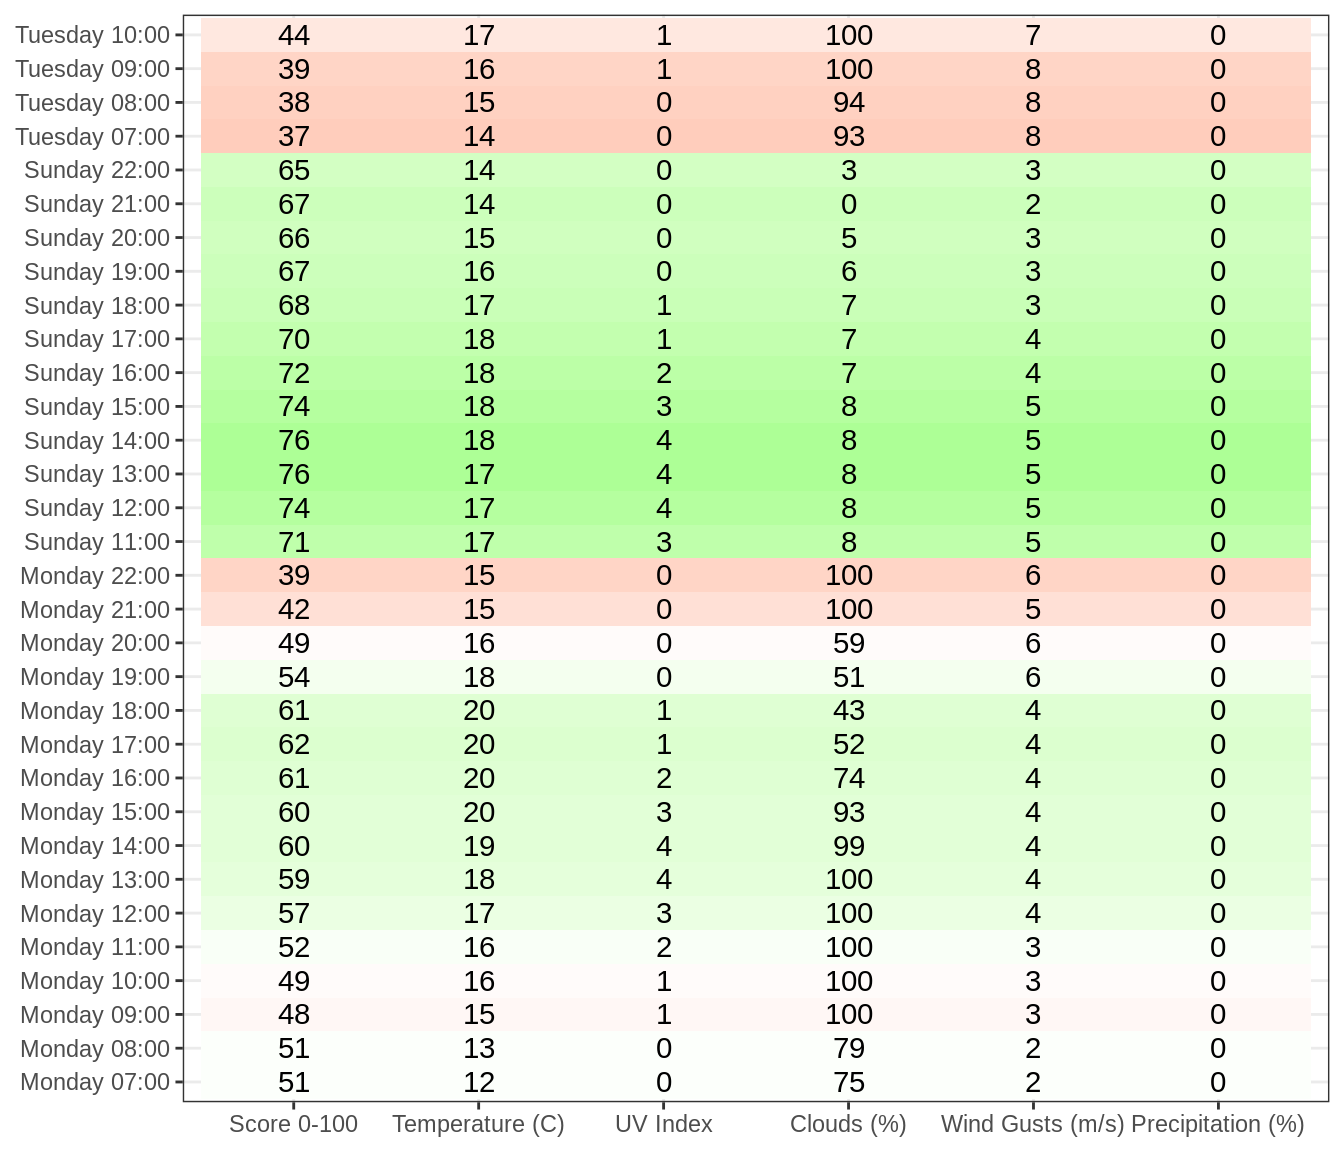 Tuesday 10:00 44 17 1 100 7 0
Tuesday 09:00 39 16 1 100 8 0
Tuesday 08:00 38 15 0 94 8 0
Tuesday 07:00 37 14 0 93 8 0
Sunday 22:00 65 14 0 3 3 0
Sunday 21:00 67 14 0 0 2 0
Sunday 20:00 66 15 0 5 3 0
Sunday 19:00 67 16 0 6 3 0
Sunday 18:00 68 17 1 7 3 0
Sunday 17:00 70 18 1 7 4 0
Sunday 16:00 72 18 2 7 4 0
Sunday 15:00 74 18 3 8 5 0
Sunday 14:00 76 18 4 8 5 0
Sunday 13:00 76 17 4 8 5 0
Sunday 12:00 74 17 4 8 5 0
Sunday 11:00 71 17 3 8 5 0
Monday 22:00 39 15 0 100 6 0
Monday 21:00 42 15 0 100 5 0
Monday 20:00 49 16 0 59 6 0
Monday 19:00 54 18 0 51 6 0
Monday 18:00 61 20 1 43 4 0
Monday 17:00 62 20 1 52 4 0
Monday 16:00 61 20 2 74 4 0
Monday 15:00 60 20 3 93 4 0
Monday 14:00 60 19 4 99 4 0
Monday 13:00 59 18 4 100 4 0
Monday 12:00 57 17 3 100 4 0
Monday 11:00 52 16 2 100 3 0
Monday 10:00 49 16 1 100 3 0
Monday 09:00 48 15 1 100 3 0
Monday 08:00 51 13 0 79 2 0
Monday 07:00 51 12 0 75 2 0
Score 0-100 Temperature (C) UV Index Clouds (%) Wind Gusts (m/s) Precipitation (%)